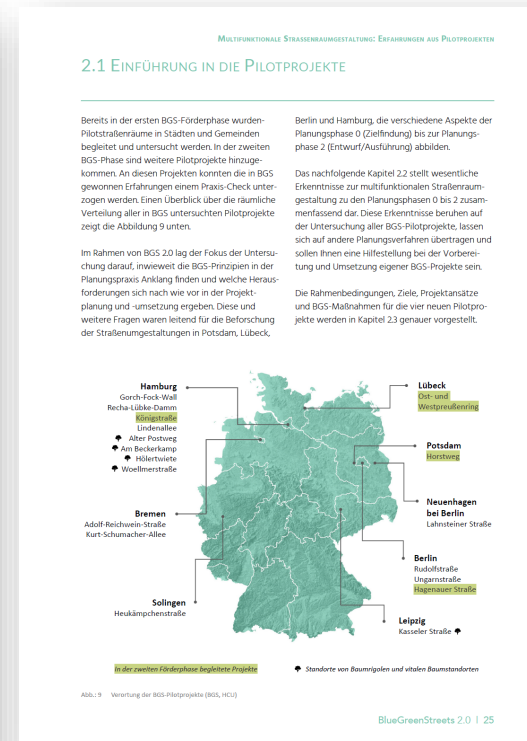 Multifunktionale Strassenraumgestaltung: Erfahrungen aus Pilotprojekten
2.1 Einführung in die Pilotprojekte
Bereits in der ersten BGS-Förderphase wurden-
Pilotstraßenräume in Städten und Gemeinden
begleitet und untersucht werden. In der zweiten
BGS-Phase sind weitere Pilotprojekte hinzuge-
kommen. An diesen Projekten konnten die in BGS
gewonnen Erfahrungen einem Praxis-Check unter-
zogen werden. Einen Überblick über die räumliche
Verteilung aller in BGS untersuchten Pilotprojekte
zeigt die Abbildung 9 unten.
Im Rahmen von BGS 2.0 lag der Fokus der Untersu-
chung darauf, inwieweit die BGS-Prinzipien in der
Planungspraxis Anklang finden und welche Heraus-
forderungen sich nach wie vor in der Projekt-
planung und -umsetzung ergeben. Diese und
weitere Fragen waren leitend für die Beforschung
der Straßenumgestaltungen in Potsdam, Lübeck,
Berlin und Hamburg, die verschiedene Aspekte der
Planungsphase 0 (Zielfindung) bis zur Planungs-
phase 2 (Entwurf/Ausführung) abbilden.
Das nachfolgende Kapitel 2.2 stellt wesentliche
Erkenntnisse zur multifunktionalen Straßenraum-
gestaltung zu den Planungsphasen 0 bis 2 zusam-
menfassend dar. Diese Erkenntnisse beruhen auf
der Untersuchung aller BGS-Pilotprojekte, lassen
sich auf andere Planungsverfahren übertragen und
sollen Ihnen eine Hilfestellung bei der Vorberei-
tung und Umsetzung eigener BGS-Projekte sein.
Die Rahmenbedingungen, Ziele, Projektansätze
und BGS-Maßnahmen für die vier neuen Pilotpro-
jekte werden in Kapitel 2.3 genauer vorgestellt.
Hamburg
Gorch-Fock-Wall
Recha-Lübke-Damm
Königstraße
Lindenallee
Alter Postweg
Am Beckerkamp
Hölertwiete
Woellmerstraße
Bremen
Adolf-Reichwein-Straße
Kurt-Schumacher-Allee
Solingen
Heukämpchenstraße
Lübeck
Ost- und
Westpreußenring
Potsdam
Horstweg
Neuenhagen
bei Berlin
Lahnsteiner Straße
Berlin
Rudolfstraße
Ungarnstraße
Hagenauer Straße
Leipzig
Kasseler Straße
In der zweiten Förderphase begleitete Projekte
Standorte von Baumrigolen und vitalen Baumstandorten
Abb.: 9 Verortung der BGS-Pilotprojekte (BGS, HCU)
BlueGreenStreets 2.0 | 25